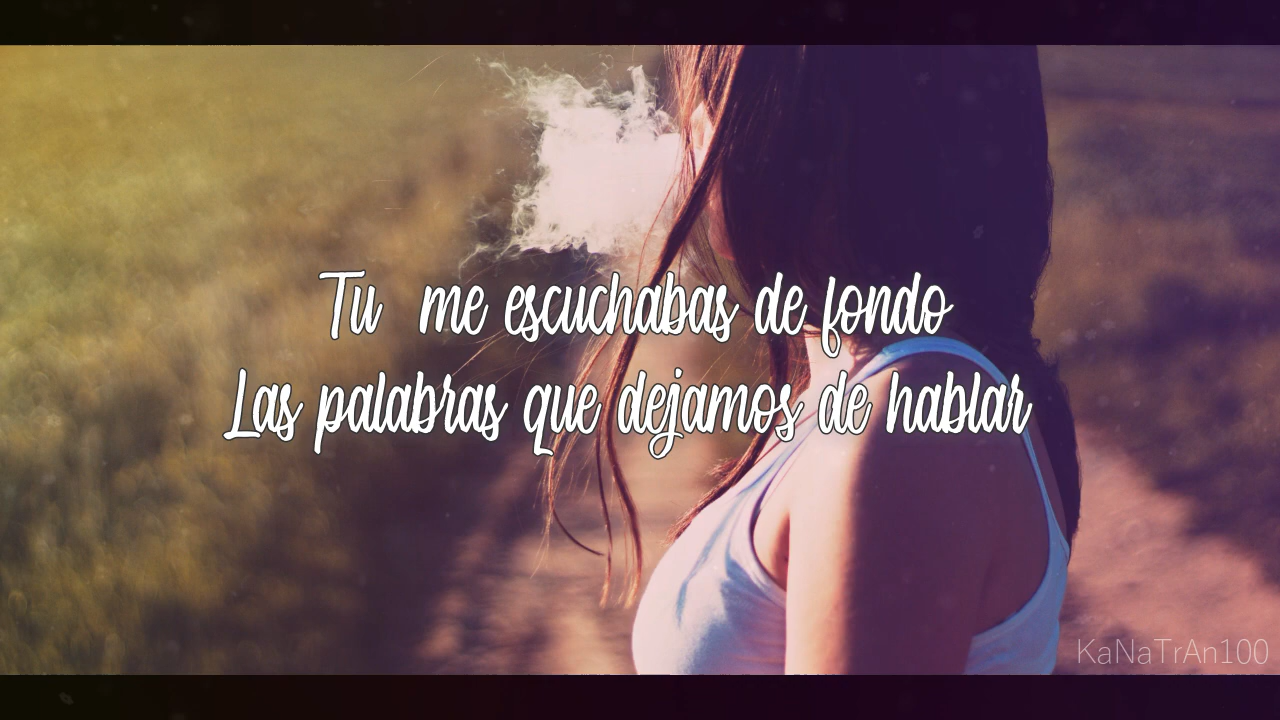 Tu me escuchabas de fondo
Las palabras que dejamos de hablar
KaNaTrAn100